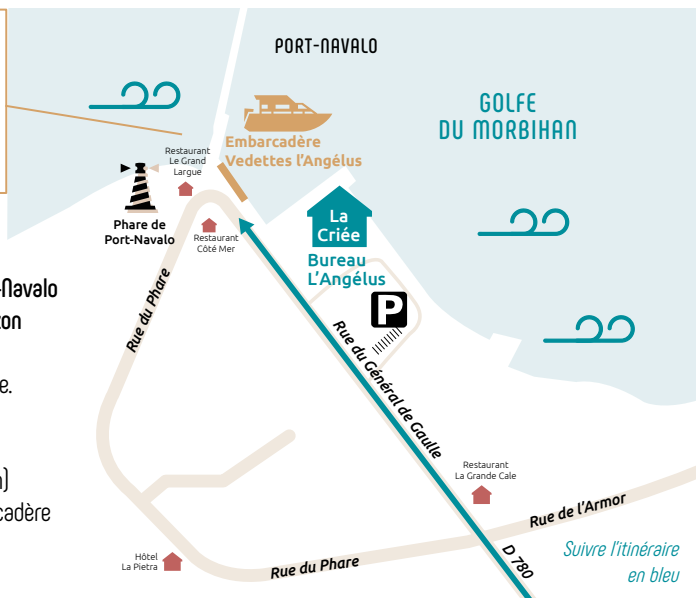 PORT-NAVALO
GOLFE
DU MORBIHAN
Embarcadère
Vedettes l'Angélus
Restaurant
Le Grand
Largue
Phare de
Port-Navalo
Restaurant
Côté Mer
La
Criée
Bureau
L'Angélus
P
-Navalo
on
e.
)
cadère
Rue du Phare
Rue du Général de Gaulle
Restaurant
La Grande Cale
Rue de l'Armor
Hôtel
La Pietra
Rue du Phare
D 780
Suivre l'itinéraire
en bleu